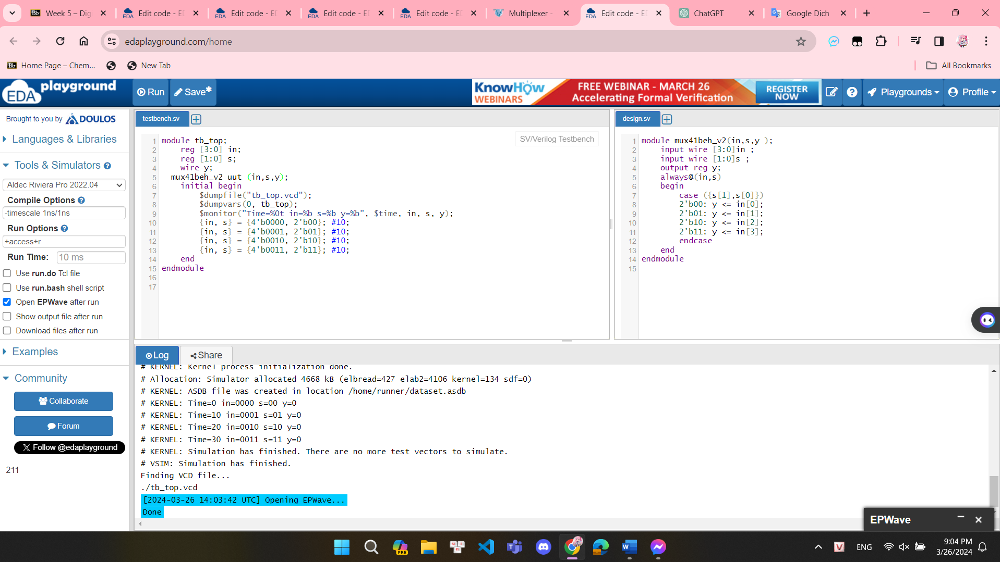 Week 5 – Dig
Edit code - ED
Edit code - ED
Edit code - ED
Edit code - ED
Multiplexer -
Edit code - ED
ChatGPT
Google Dịch
edaplayground.com/home
Bb Home Page – Chem...
New Tab
All Bookmarks
EDA playground
Run
Save*
KnowHow WEBINARS
FREE WEBINAR - MARCH 26
Accelerating Formal Verification
REGISTER NOW
Playgrounds
Profile
Brought to you by DOULOS
Languages & Libraries
Tools & Simulators
Aldec Riviera Pro 2022.04
Compile Options
-timescale 1ns/1ns
Run Options
+access+r
Run Time: 10 ms
Use run.do Tcl file
Use run.bash shell script
Open EPWave after run
Show output file after run
Download files after run
Examples
Community
Collaborate
Forum
Follow @edaplayground
211
testbench.sv
SV/Verilog Testbench
1 module tb_top;
2 reg [3:0] in;
3 reg [1:0] s;
4 wire y;
5 mux41beh_v2 uut (in,s,y);
6 initial begin
7 $dumpfile("tb_top.vcd");
8 $dumpvars(0, tb_top);
9 $monitor("Time=%0t in=%b s=%b y=%b", $time, in, s, y);
10 {in, s} = {4'b0000, 2'b00}; #10;
11 {in, s} = {4'b0001, 2'b01}; #10;
12 {in, s} = {4'b0010, 2'b10}; #10;
13 {in, s} = {4'b0011, 2'b11}; #10;
14 end
15 endmodule
16
17
design.sv
1 module mux41beh_v2(in,s,y );
2 input wire [3:0]in ;
3 input wire [1:0]s ;
4 output reg y;
5 always@(in,s)
6 begin
7 case ({s[1],s[0]})
8 2'b00: y <= in[0];
9 2'b01: y <= in[1];
10 2'b10: y <= in[2];
11 2'b11: y <= in[3];
12 endcase
13 end
14 endmodule
15
Log
Share
# KERNEL: Kernel process initialization done.
# Allocation: Simulator allocated 4668 kB (elbread=427 elab2=4106 kernel=134 sdf=0)
# KERNEL: ASDB file was created in location /home/runner/dataset.asdb
# KERNEL: Time=0 in=0000 s=00 y=0
# KERNEL: Time=10 in=0001 s=01 y=0
# KERNEL: Time=20 in=0010 s=10 y=0
# KERNEL: Time=30 in=0011 s=11 y=0
# KERNEL: Simulation has finished. There are no more test vectors to simulate.
# VSIM: Simulation has finished.
Finding VCD file...
./tb_top.vcd
[2024-03-26 14:03:42 UTC] Opening EPWave...
Done
EPWave
PRE
ENG
9:04 PM
3/26/2024